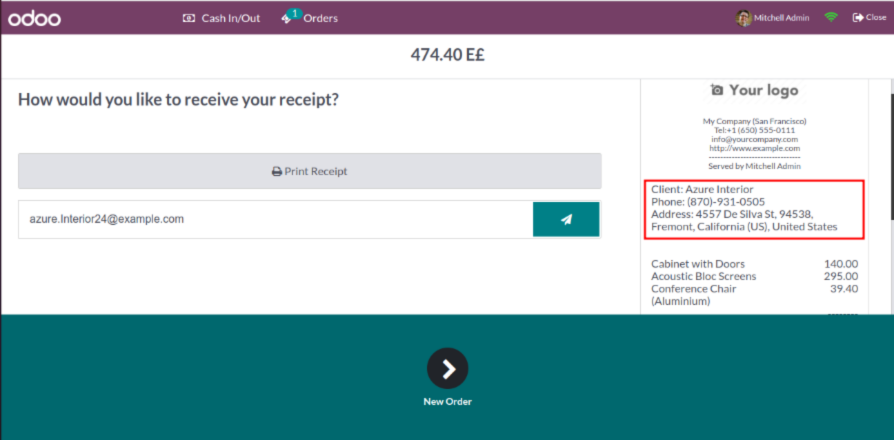 odoo
Cash In/Out
1
Orders
Mitchell Admin
Close
474.40 E£
How would you like to receive your receipt?
Print Receipt
azure.Interior24@example.com
Your logo
My Company (San Francisco)
Tel:+1 (650) 555-0111
info@yourcompany.com
http://www.example.com
--------------------------------
Served by Mitchell Admin
Client: Azure Interior
Phone: (870)-931-0505
Address: 4557 De Silva St, 94538,
Fremont, California (US), United States
Cabinet with Doors 140.00
Acoustic Bloc Screens 295.00
Conference Chair 39.40
(Aluminium)
--------
New Order